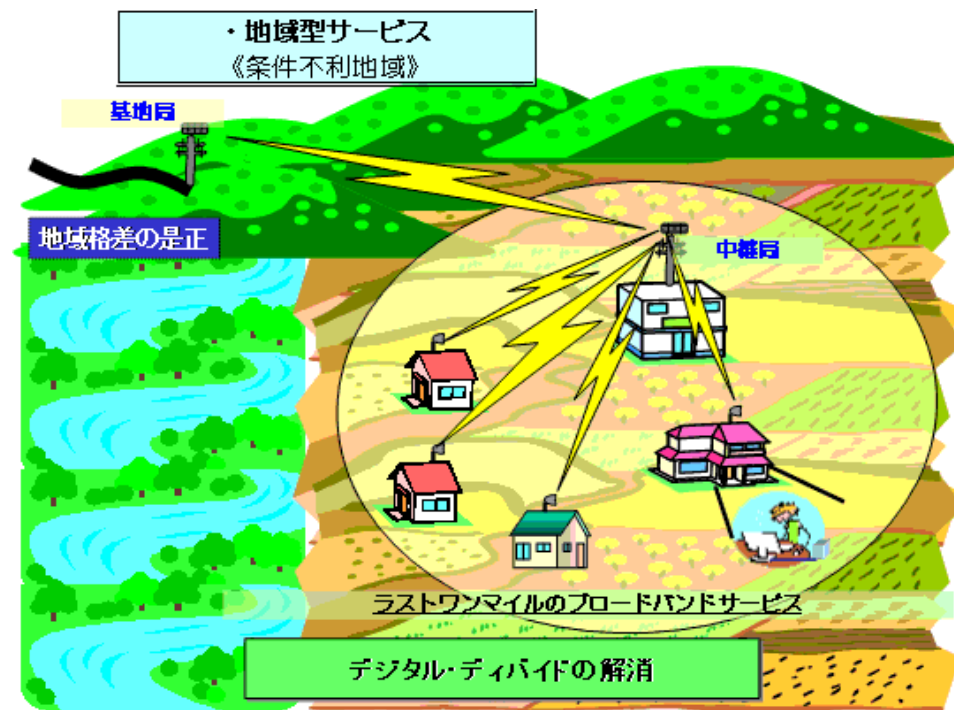 ・地域型サービス
《条件不利地域》
基地局
地域格差の是正
中継局
ラストワンマイルのブロードバンドサービス
デジタル・ディバイドの解消